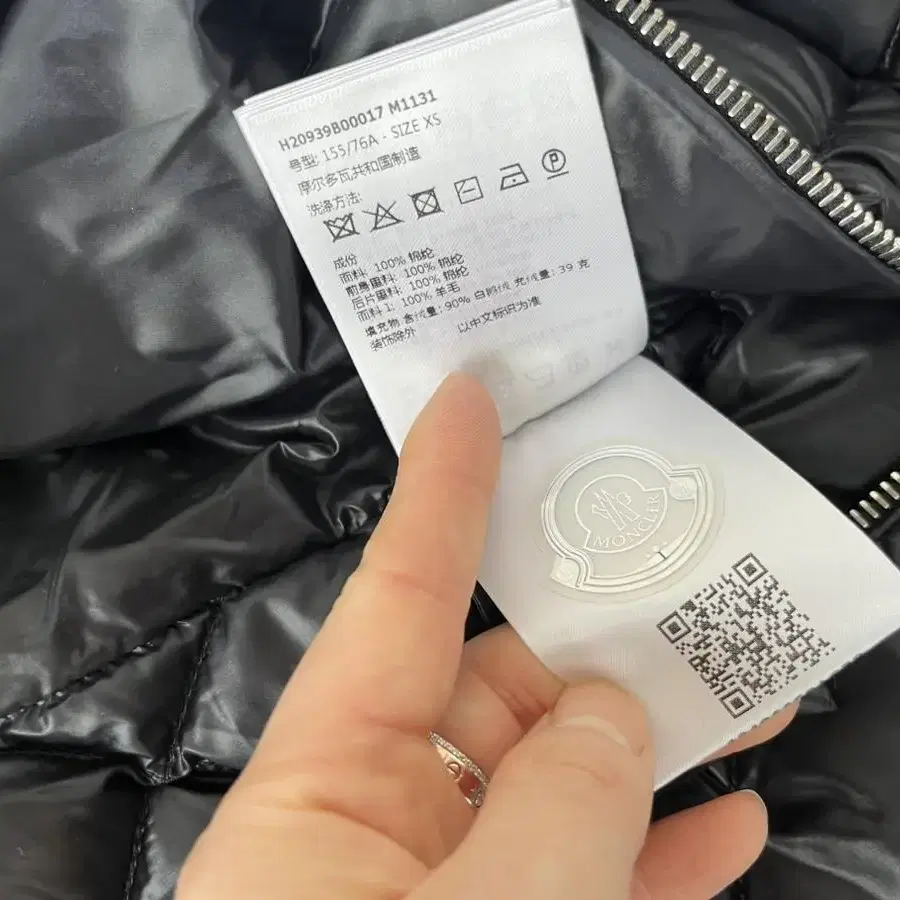 H20939B00017 M1131
号型: 155/76A - SIZE XS
摩尔多瓦共和国制造
洗涤方法:
P
成份
面料: 100% 锦纶
前身里料: 100% 锦纶
后片里料: 100% 锦纶
面料 1: 100% 羊毛
填充物 含绒量: 90% 白鸭绒 充绒量: 39 克
装饰除外 以中文标识为准
MONCLER